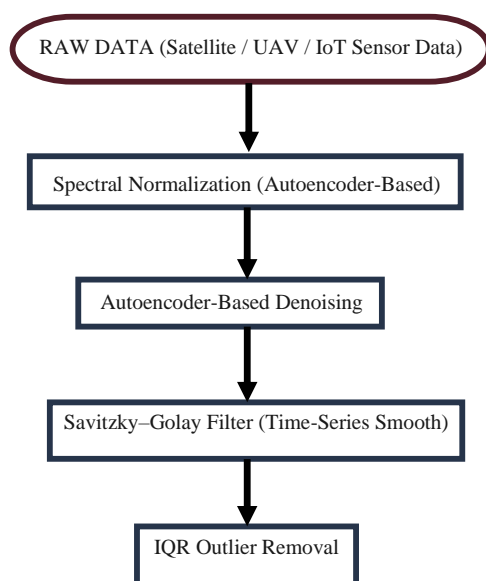 RAW DATA (Satellite / UAV / IoT Sensor Data)
Spectral Normalization (Autoencoder-Based)
Autoencoder-Based Denoising
Savitzky–Golay Filter (Time-Series Smooth)
IQR Outlier Removal